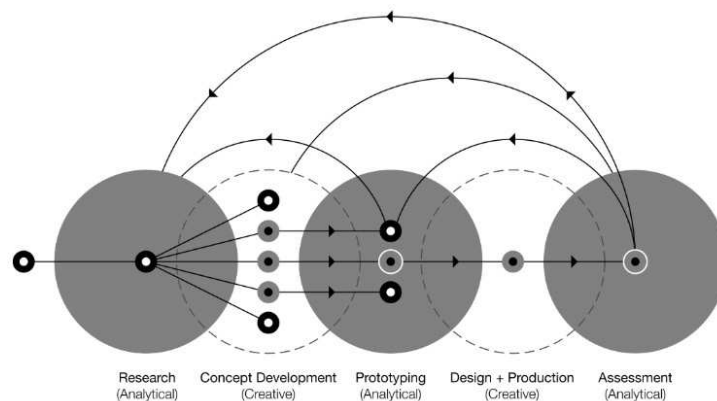 Research Concept Development Prototyping Design + Production Assessment
(Analytical) (Creative) (Analytical) (Creative) (Analytical)